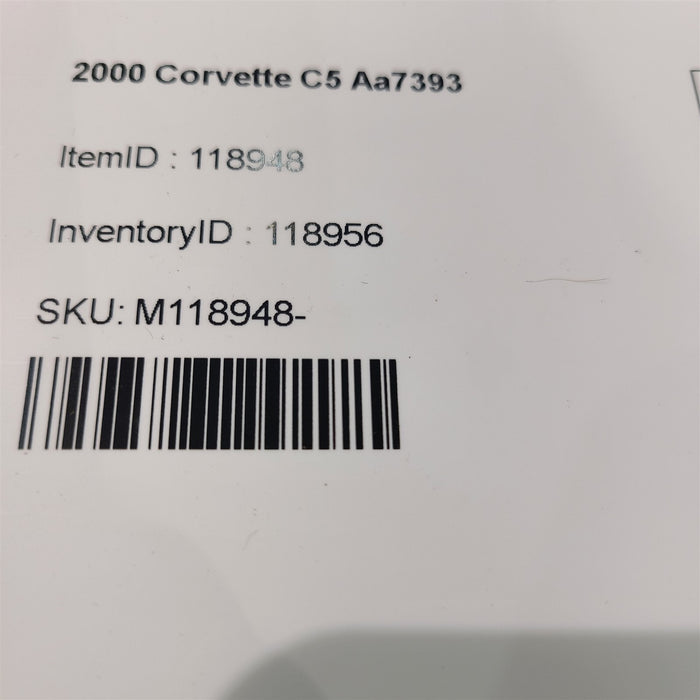 2000 Corvette C5 Aa7393
ItemID : 118948
InventoryID : 118956
SKU: M118948-